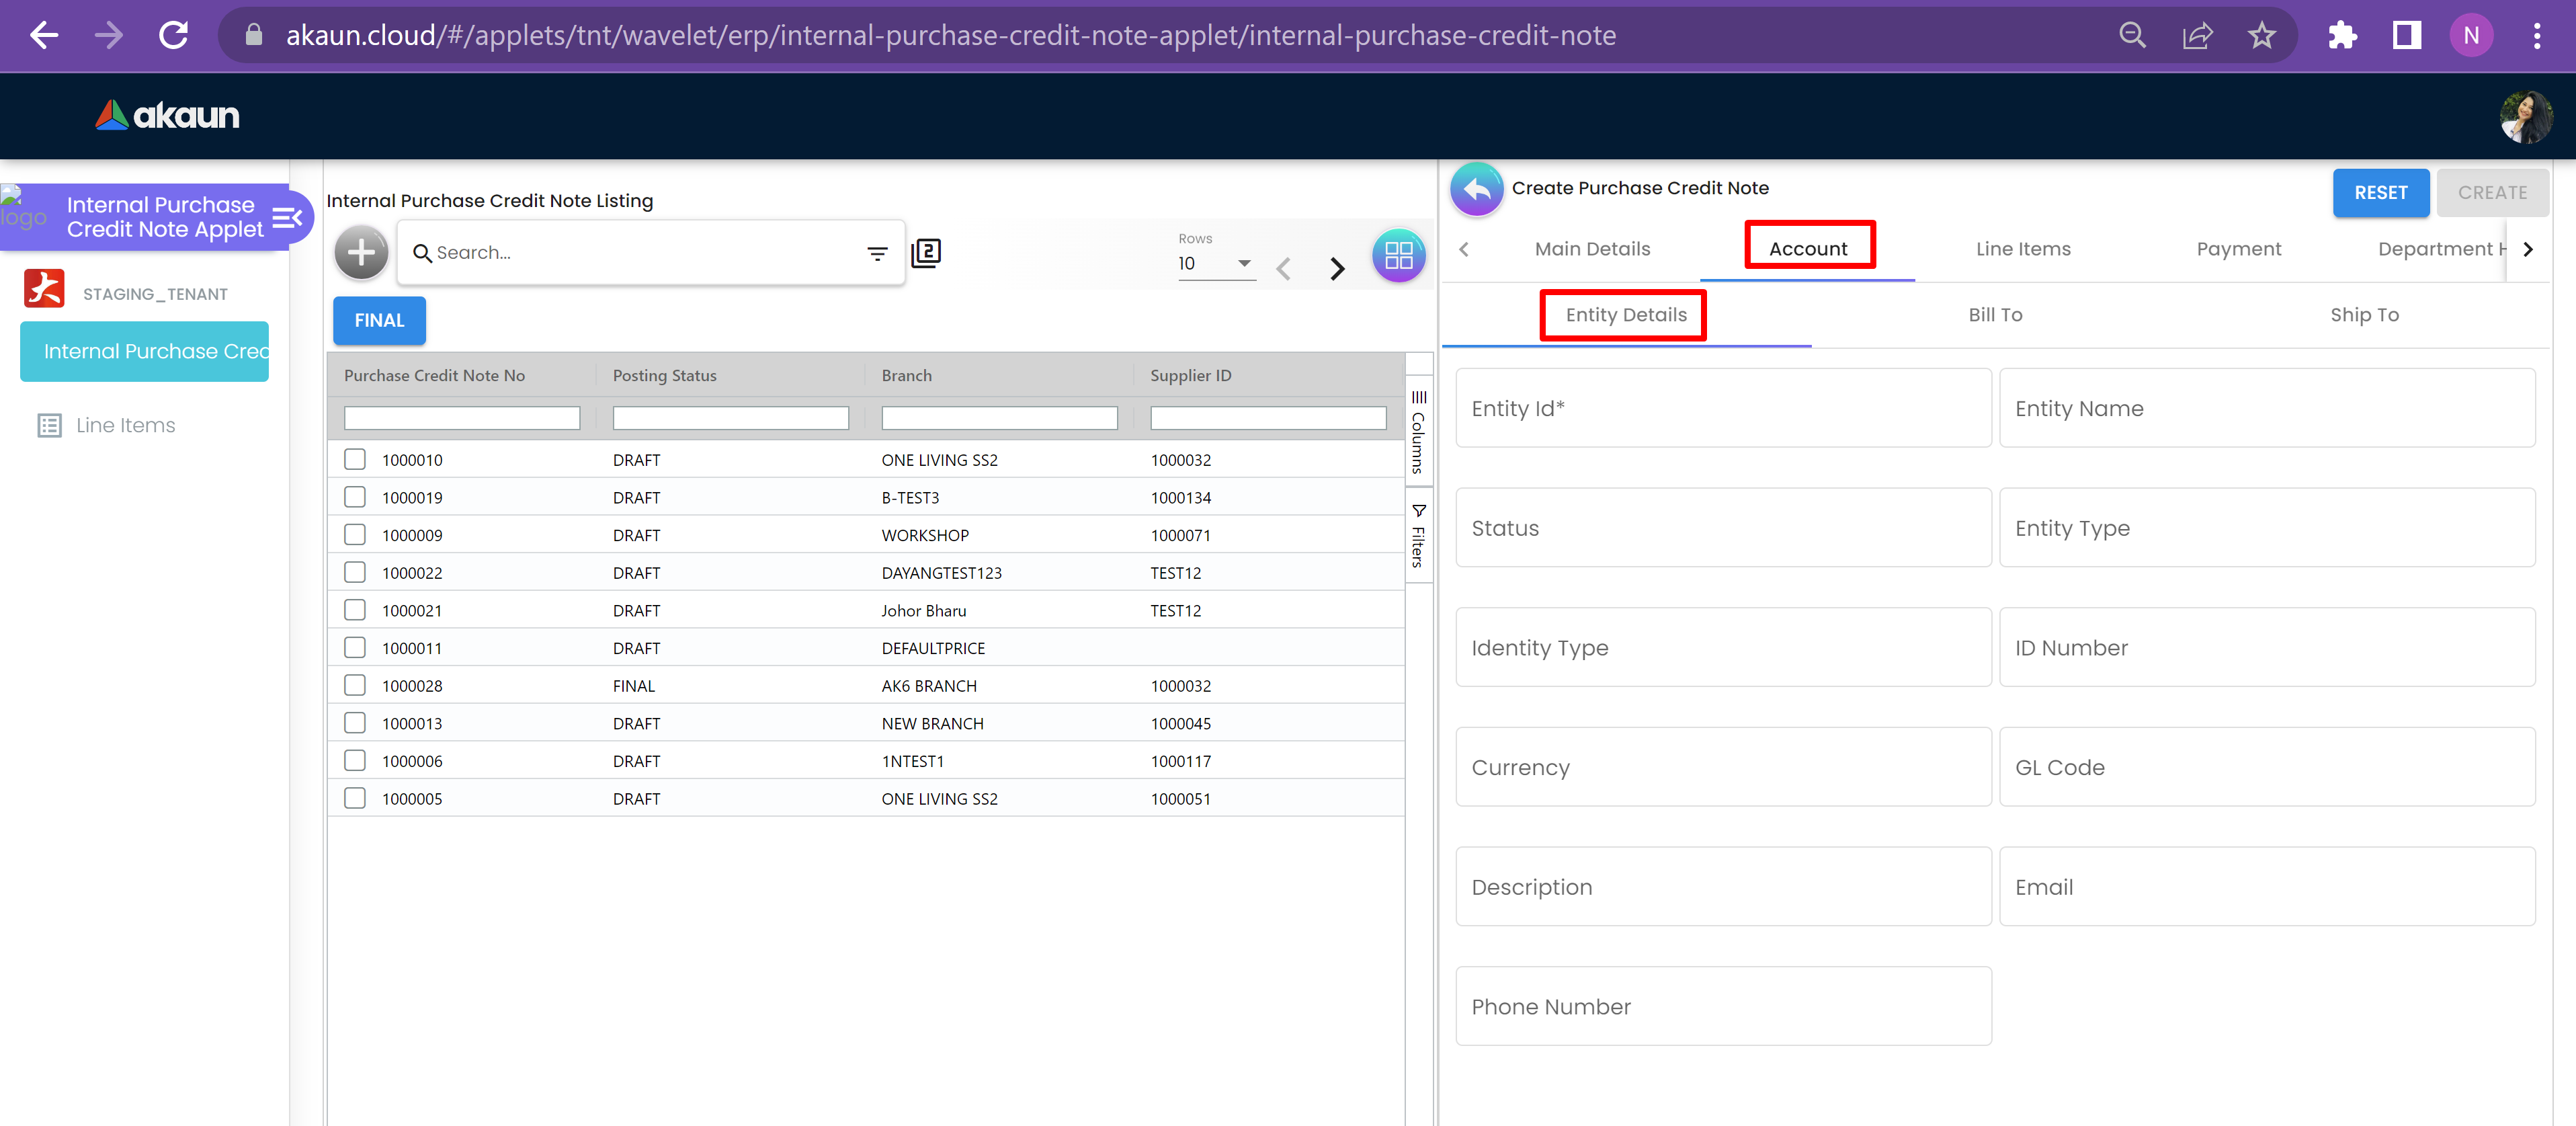 akaun.cloud/#/applets/tnt/wavelet/erp/internal-purchase-credit-note-applet/internal-purchase-credit-note
N
akaun
logo
Internal Purchase
Credit Note Applet
STAGING_TENANT
Internal Purchase Cred
Line Items
Internal Purchase Credit Note Listing
Search...
2
Rows
10
FINAL
Purchase Credit Note No Posting Status Branch Supplier ID
1000010 DRAFT ONE LIVING SS2 1000032
1000019 DRAFT B-TEST3 1000134
1000009 DRAFT WORKSHOP 1000071
1000022 DRAFT DAYANGTEST123 TEST12
1000021 DRAFT Johor Bharu TEST12
1000011 DRAFT DEFAULTPRICE
1000028 FINAL AK6 BRANCH 1000032
1000013 DRAFT NEW BRANCH 1000045
1000006 DRAFT 1NTEST1 1000117
1000005 DRAFT ONE LIVING SS2 1000051
Columns
Filters
Create Purchase Credit Note
RESET CREATE
Main Details Account Line Items Payment Department H
Entity Details Bill To Ship To
Entity Id* Entity Name
Status Entity Type
Identity Type ID Number
Currency GL Code
Description Email
Phone Number